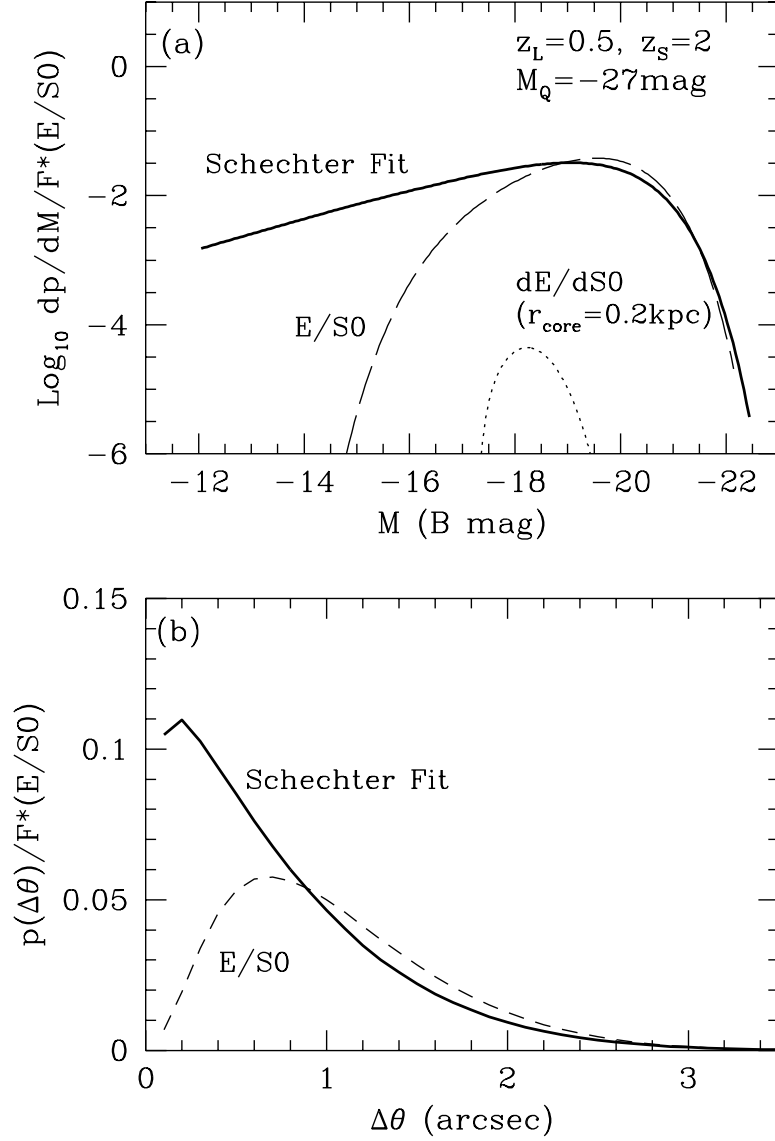 (a)
z_L=0.5, z_S=2
M_Q=−27mag
Schechter Fit
E/S0
dE/dS0
(r_core=0.2kpc)
Log_10 dp/dM/F*(E/S0)
0
−2
−4
−6
−12 −14 −16 −18 −20 −22
M (B mag)
(b)
Schechter Fit
E/S0
p(Δθ)/F*(E/S0)
0.15
0.1
0.05
0
0 1 2 3
Δθ (arcsec)